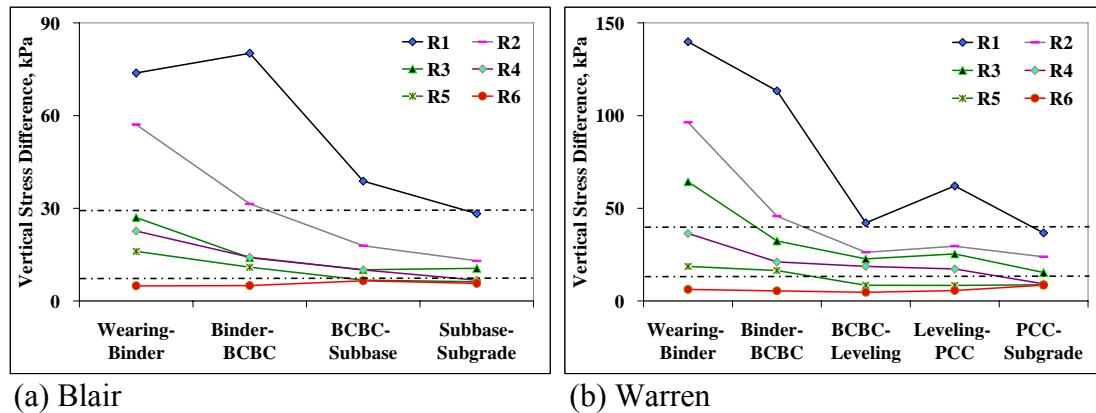 Vertical Stress Difference, kPa
90
60
30
0
R1 R2
R3 R4
R5 R6
Wearing-Binder
Binder-BCBC
BCBC-Subbase
Subbase-Subgrade
(a) Blair
Vertical Stress Difference, kPa
150
100
50
0
R1 R2
R3 R4
R5 R6
Wearing-Binder
Binder-BCBC
BCBC-Leveling
Leveling-PCC
PCC-Subgrade
(b) Warren